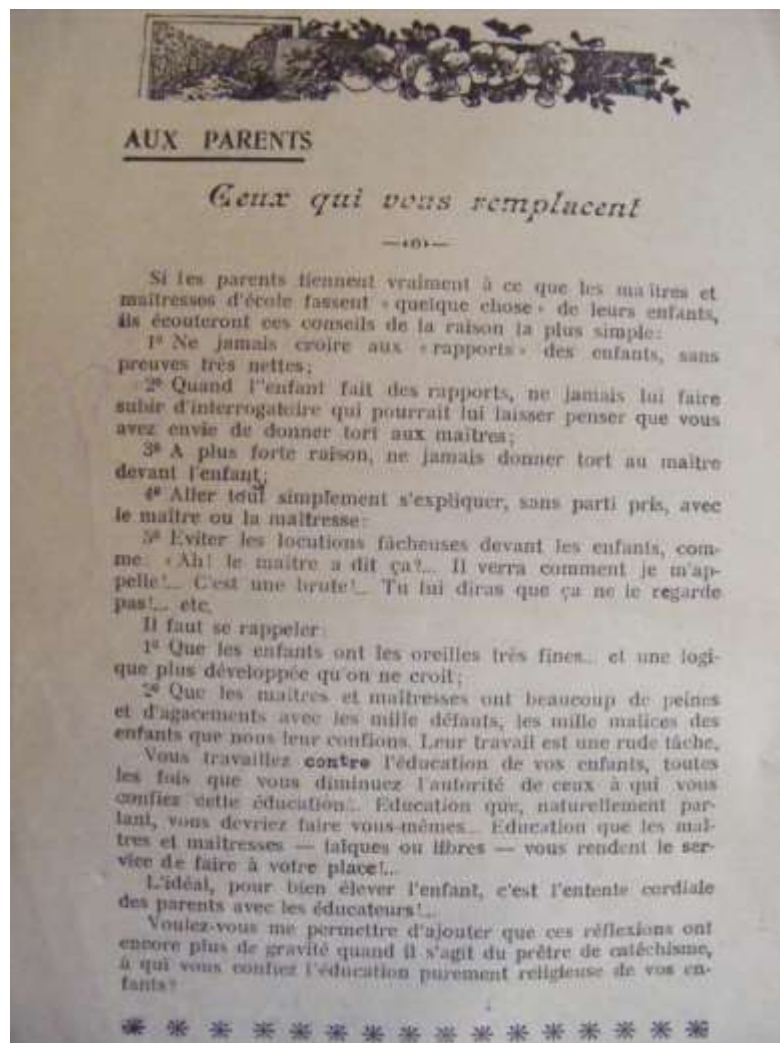 AUX PARENTS
Ceux qui vous remplacent
Si les parents tiennent vraiment à ce que les maîtres et
maîtresses d'école fassent « quelque chose » de leurs enfants,
ils écouteront ces conseils de la raison la plus simple:
1º Ne jamais croire aux « rapports » des enfants, sans
preuves très nettes;
2º Quand l''enfant fait des rapports, ne jamais lui faire
subir d'interrogatoire qui pourrait lui laisser penser que vous
avez envie de donner tort aux maîtres;
3º A plus forte raison, ne jamais donner tort au maître
devant l'enfant;
4º Aller tout simplement s'expliquer, sans parti pris, avec
le maître ou la maîtresse:
5º Eviter les locutions fâcheuses devant les enfants, com-
me: «Ah! le maître a dit ça?... Il verra comment je m'ap-
pelle!... C'est une brute!... Tu lui diras que ça ne le regarde
pas!... etc.
Il faut se rappeler:
1º Que les enfants ont les oreilles très fines... et une logi-
que plus développée qu'on ne croit;
2º Que les maîtres et maîtresses ont beaucoup de peines
et d'agacements avec les mille défauts, les mille malices des
enfants que nous leur confions. Leur travail est une rude tâche.
Vous travaillez contre l'éducation de vos enfants, toutes
les fois que vous diminuez l'autorité de ceux à qui vous
confiez cette éducation... Education que, naturellement par-
lant, vous devriez faire vous-mêmes... Education que les maî-
tres et maîtresses — laïques ou libres — vous rendent le ser-
vice de faire à votre place!...
L'idéal, pour bien élever l'enfant, c'est l'entente cordiale
des parents avec les éducateurs!...
Voulez-vous me permettre d'ajouter que ces réflexions ont
encore plus de gravité quand il s'agit du prêtre de catéchisme,
à qui vous confiez l'éducation purement religieuse de vos en-
fants?